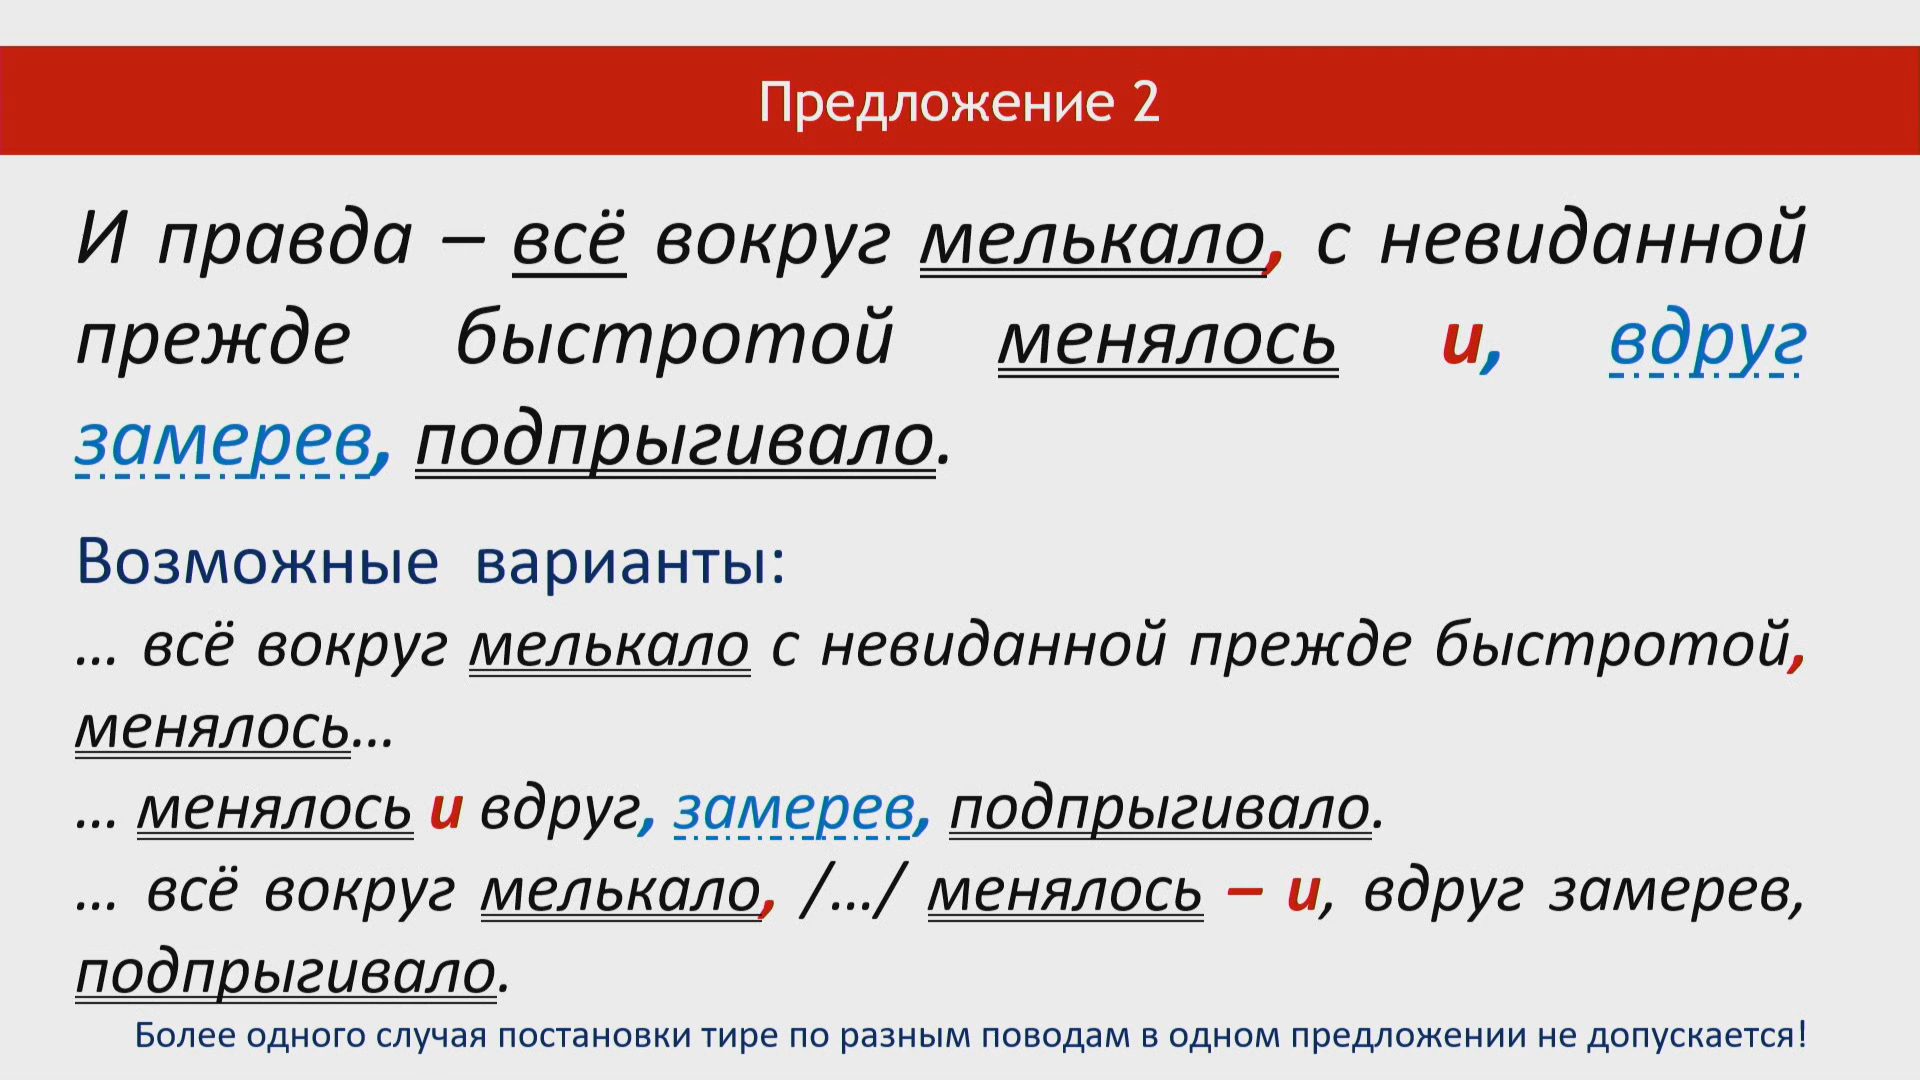 Предложение 2
И правда – всё вокруг мелькало, с невиданной
прежде быстротой менялось и, вдруг
замерев, подпрыгивало.
Возможные варианты:
... всё вокруг мелькало с невиданной прежде быстротой,
менялось...
... менялось и вдруг, замерев, подпрыгивало.
... всё вокруг мелькало, /.../ менялось – и, вдруг замерев,
подпрыгивало.
Более одного случая постановки тире по разным поводам в одном предложении не допускается!